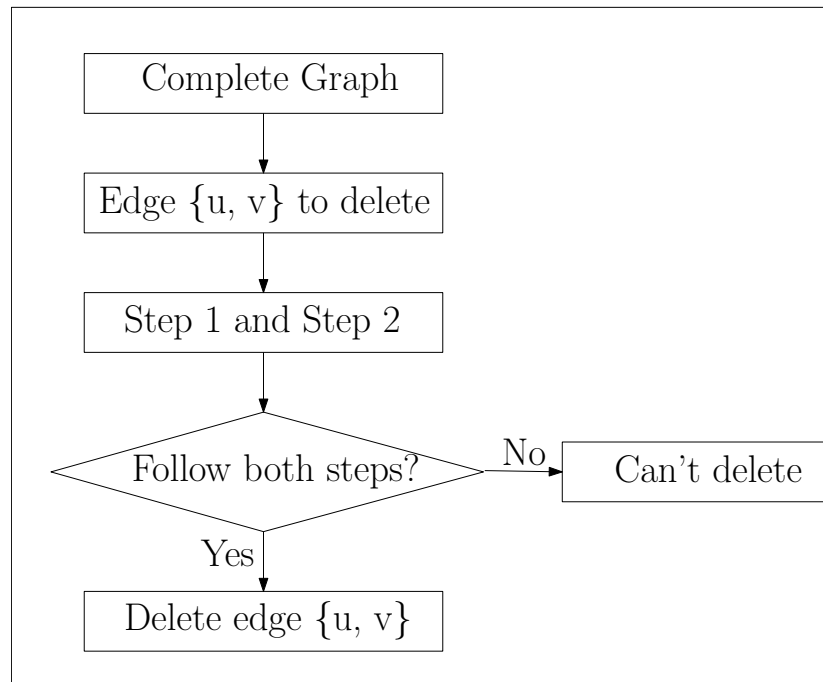 Complete Graph
Edge {u, v} to delete
Step 1 and Step 2
Follow both steps?
No
Can't delete
Yes
Delete edge {u, v}